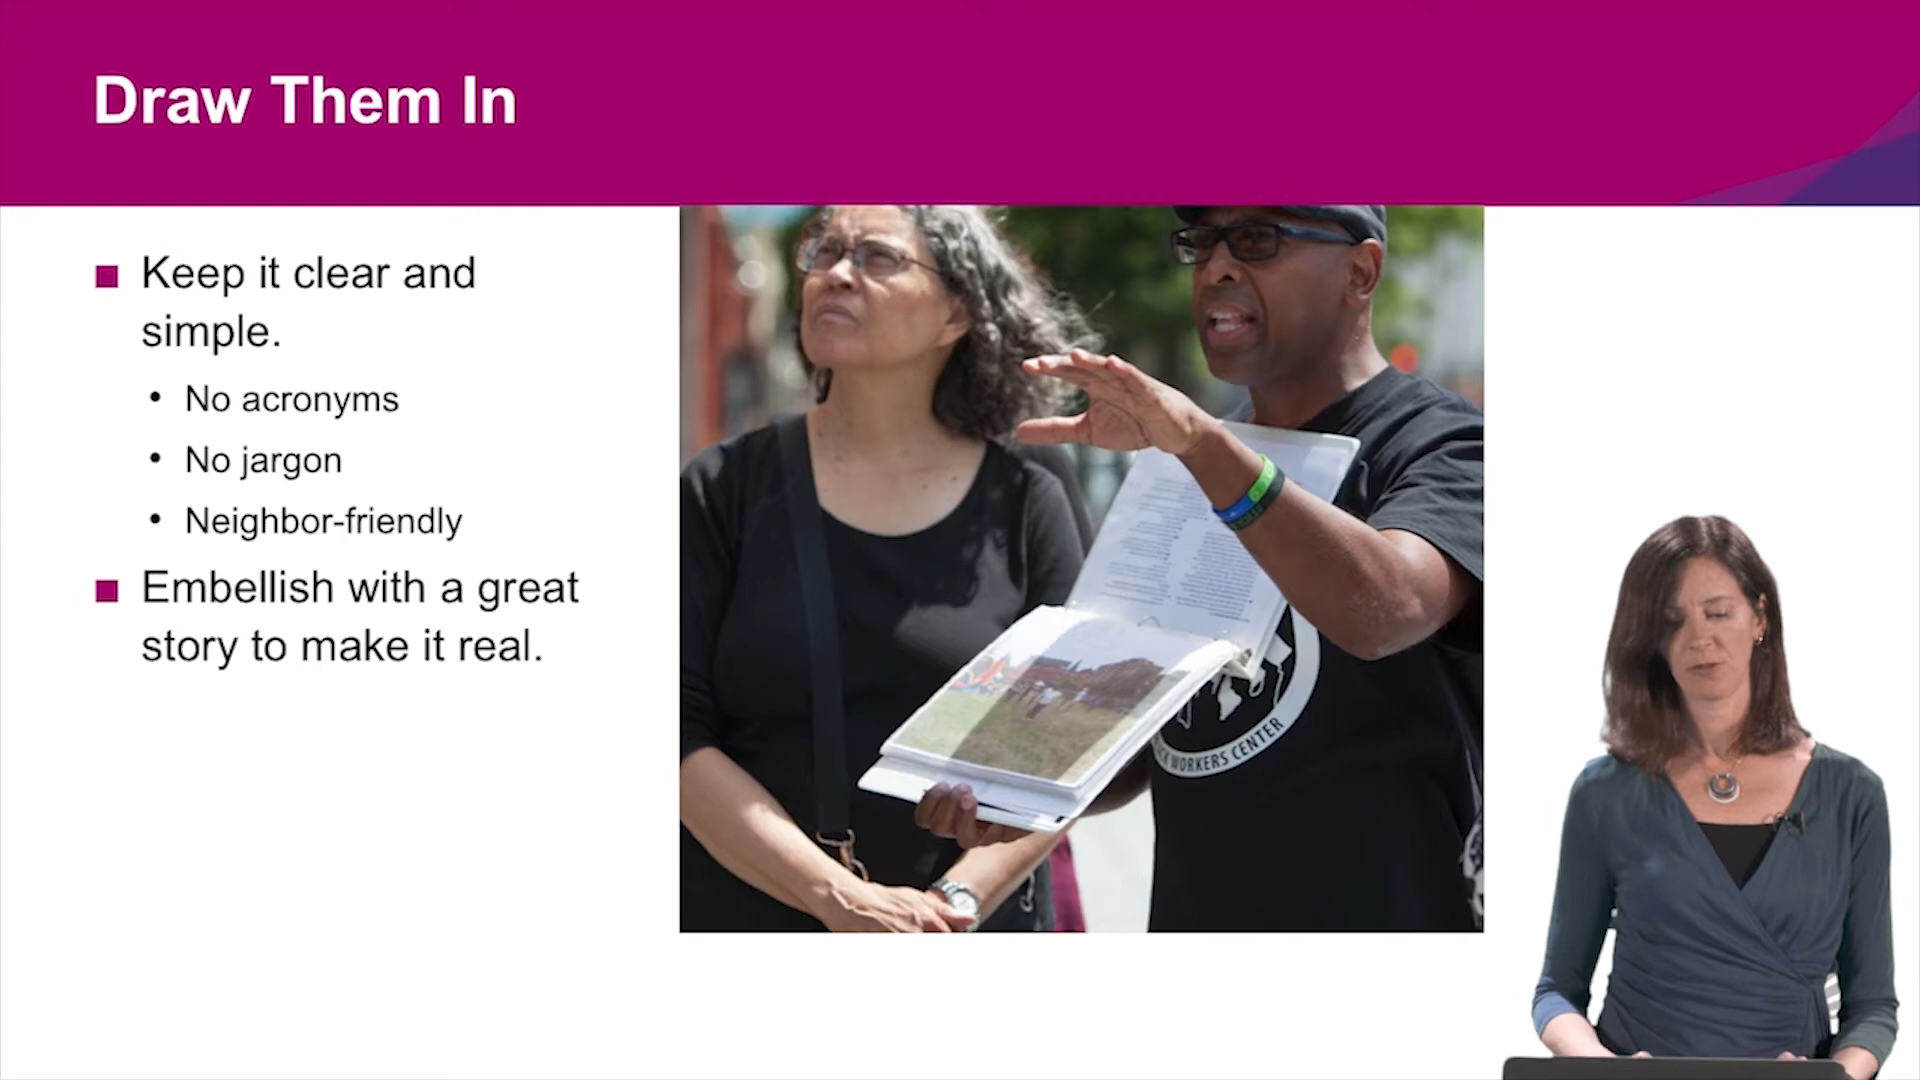 Draw Them In
Keep it clear and
simple.
No acronyms
No jargon
Neighbor-friendly
Embellish with a great
story to make it real.
WORKERS CENTER